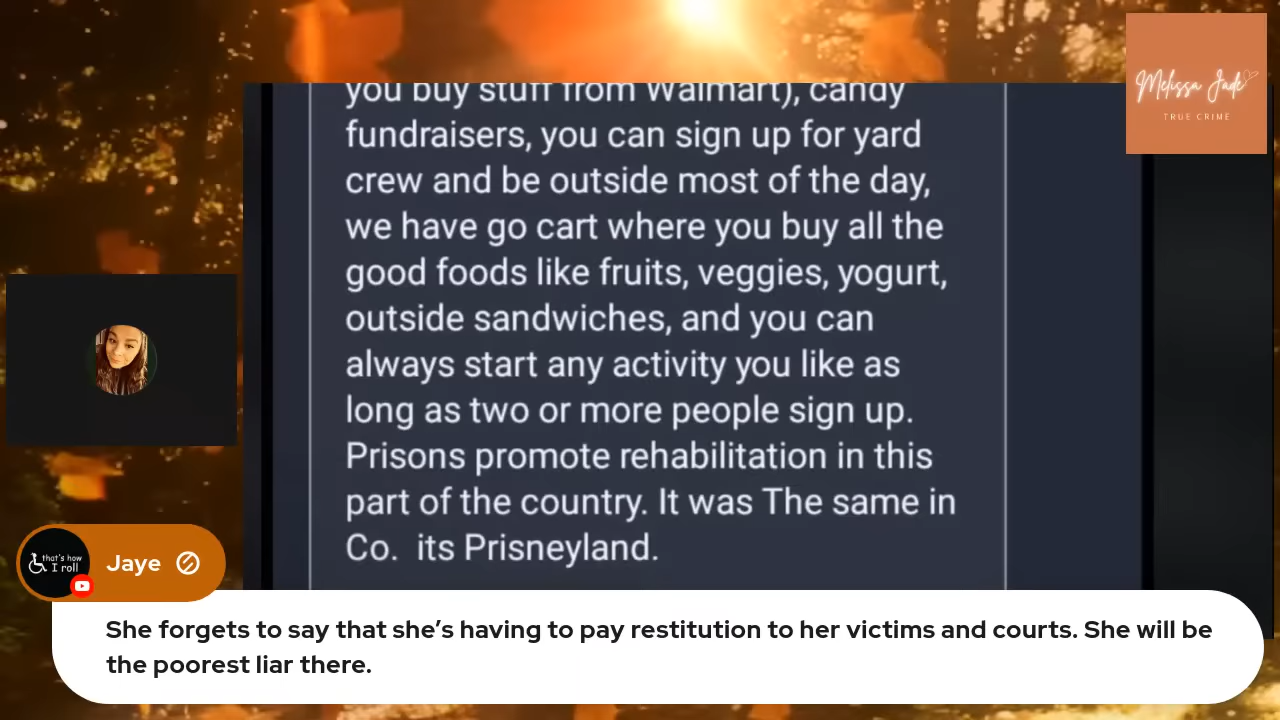 Melissa Jade
TRUE CRIME
you buy stuff from Walmart), candy
fundraisers, you can sign up for yard
crew and be outside most of the day,
we have go cart where you buy all the
good foods like fruits, veggies, yogurt,
outside sandwiches, and you can
always start any activity you like as
long as two or more people sign up.
Prisons promote rehabilitation in this
part of the country. It was The same in
Co.  its Prisneyland.
that's how
I roll
Jaye
She forgets to say that she’s having to pay restitution to her victims and courts. She will be
the poorest liar there.